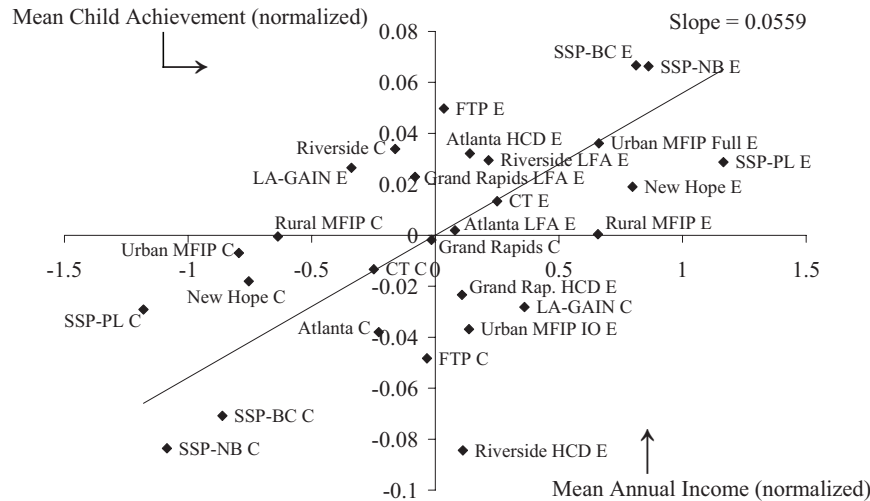 Mean Child Achievement (normalized)
0.08
Slope = 0.0559
SSP-BC E
SSP-NB E
0.06
FTP E
0.04
Riverside C
Atlanta HCD E
Urban MFIP Full E
LA-GAIN E
Riverside LFA E
SSP-PL E
Grand Rapids LFA E
0.02
New Hope E
CT E
Rural MFIP C
Atlanta LFA E
Rural MFIP E
0
Urban MFIP C
Grand Rapids C
-1.5
-1
-0.5
0
0.5
1
1.5
CT C
-0.02
New Hope C
Grand Rap. HCD E
SSP-PL C
LA-GAIN C
Atlanta C
-0.04
Urban MFIP IO E
FTP C
-0.06
SSP-BC C
SSP-NB C
-0.08
Riverside HCD E
-0.1
Mean Annual Income (normalized)